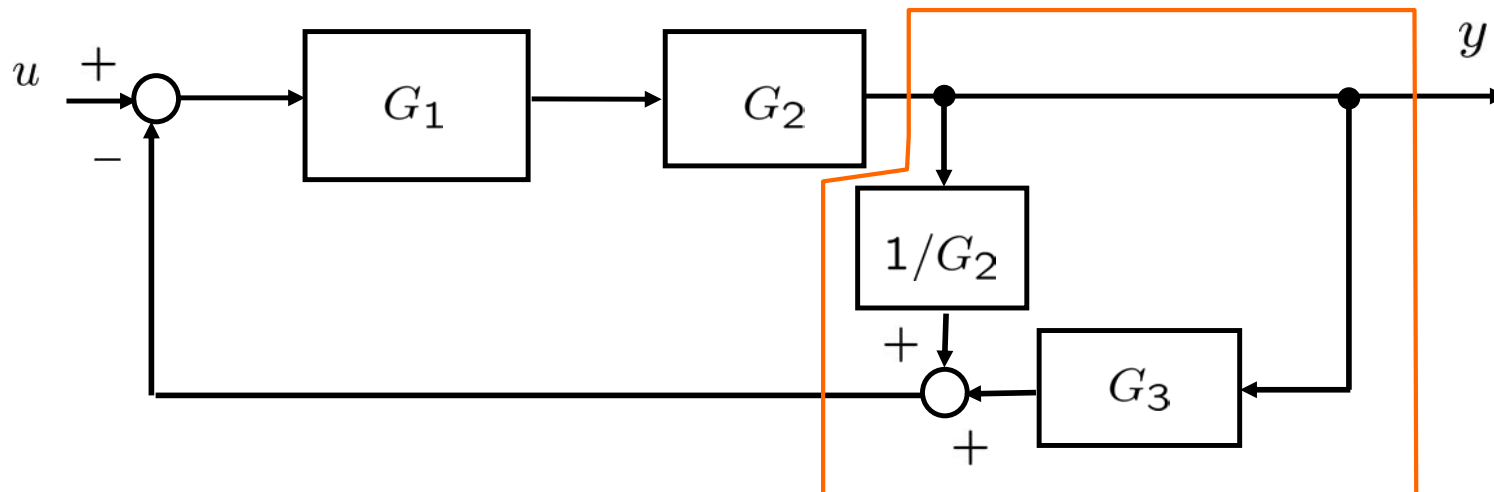 u + G₁ G₂ y
−
1/G₂
+
G₃
+